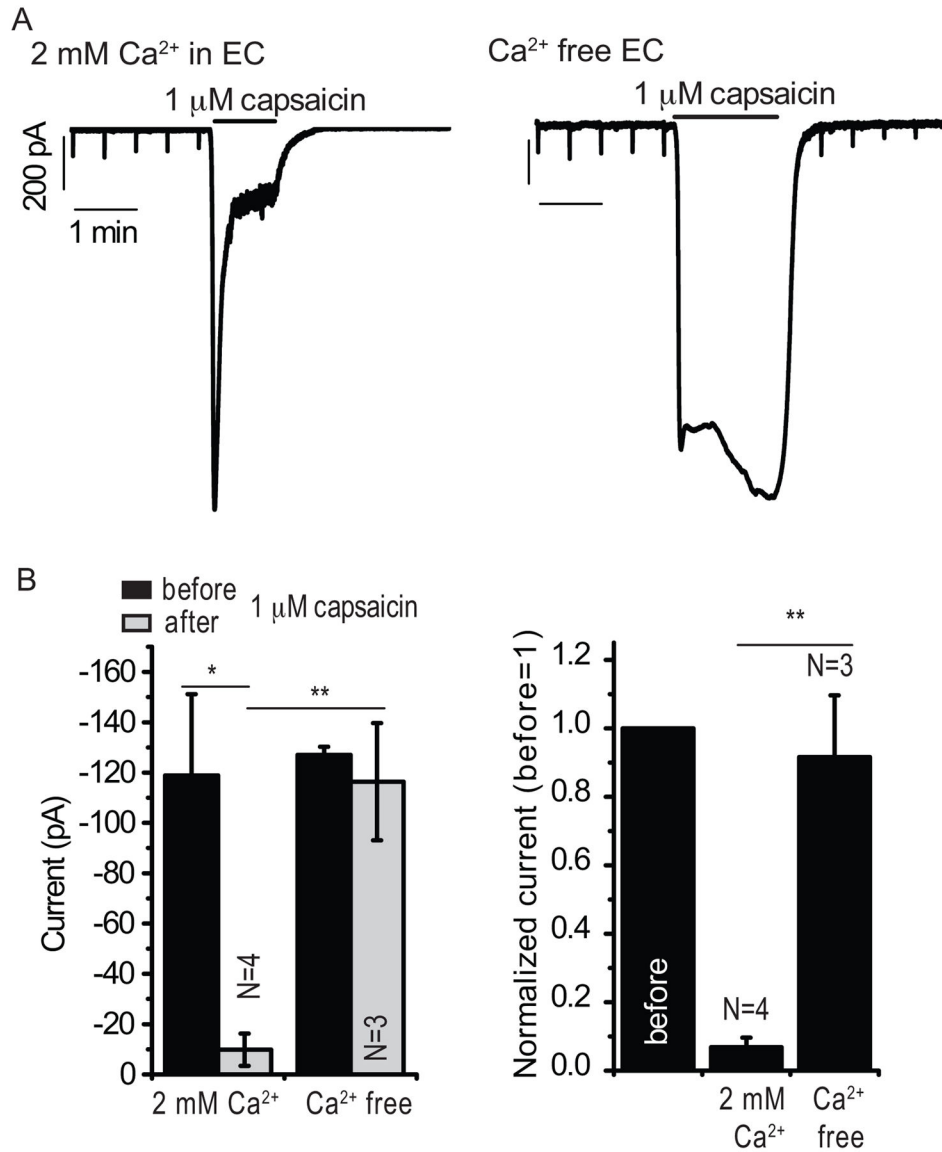 A
2 mM Ca²⁺ in EC
Ca²⁺ free EC
1 μM capsaicin
1 μM capsaicin
200 pA
1 min
B
before
after
1 μM capsaicin
Current (pA)
-160
-140
-120
-100
-80
-60
-40
-20
0
*
**
N=4
N=3
2 mM Ca²⁺
Ca²⁺ free
Normalized current (before=1)
1.2
1.0
0.8
0.6
0.4
0.2
0.0
**
N=3
before
N=4
2 mM
Ca²⁺
Ca²⁺
free